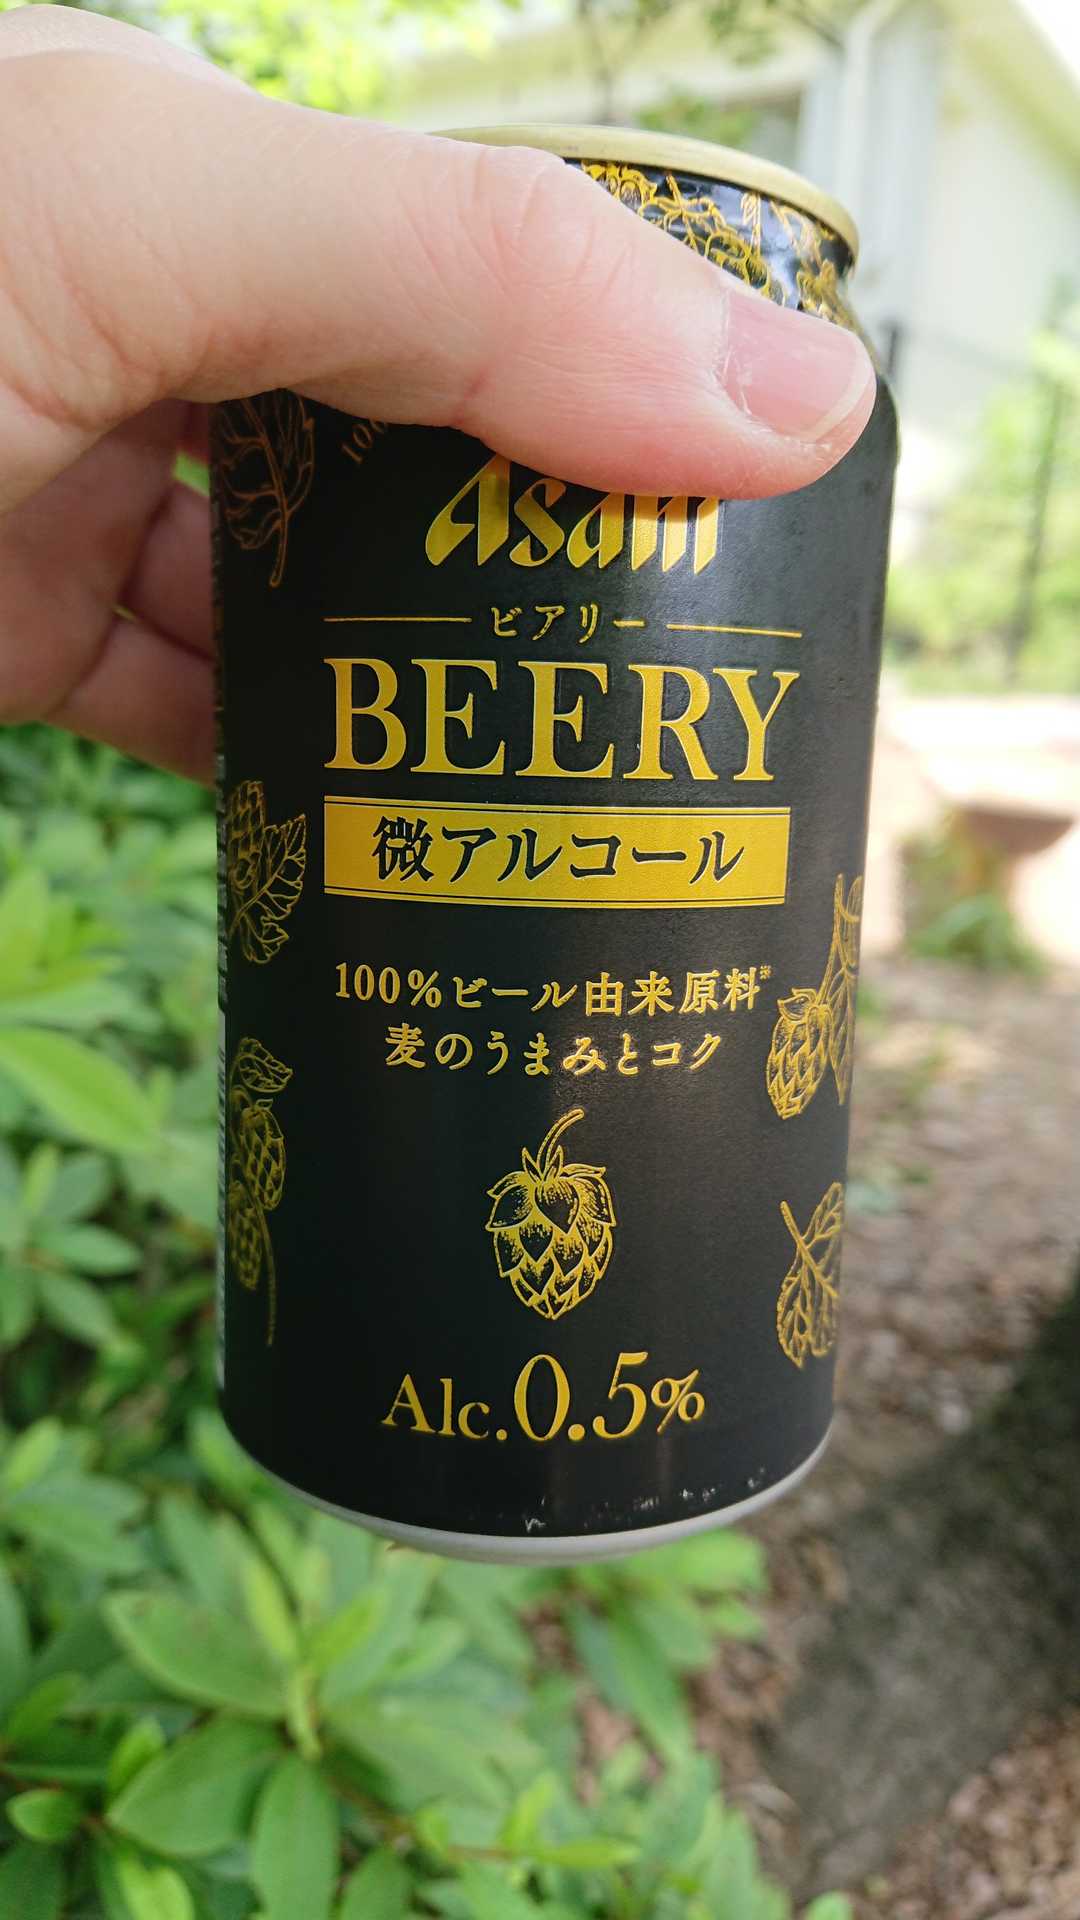 Asahi
ビアリー
BEERY
微アルコール
100%ビール由来原料※
麦のうまみとコク
Alc.0.5%